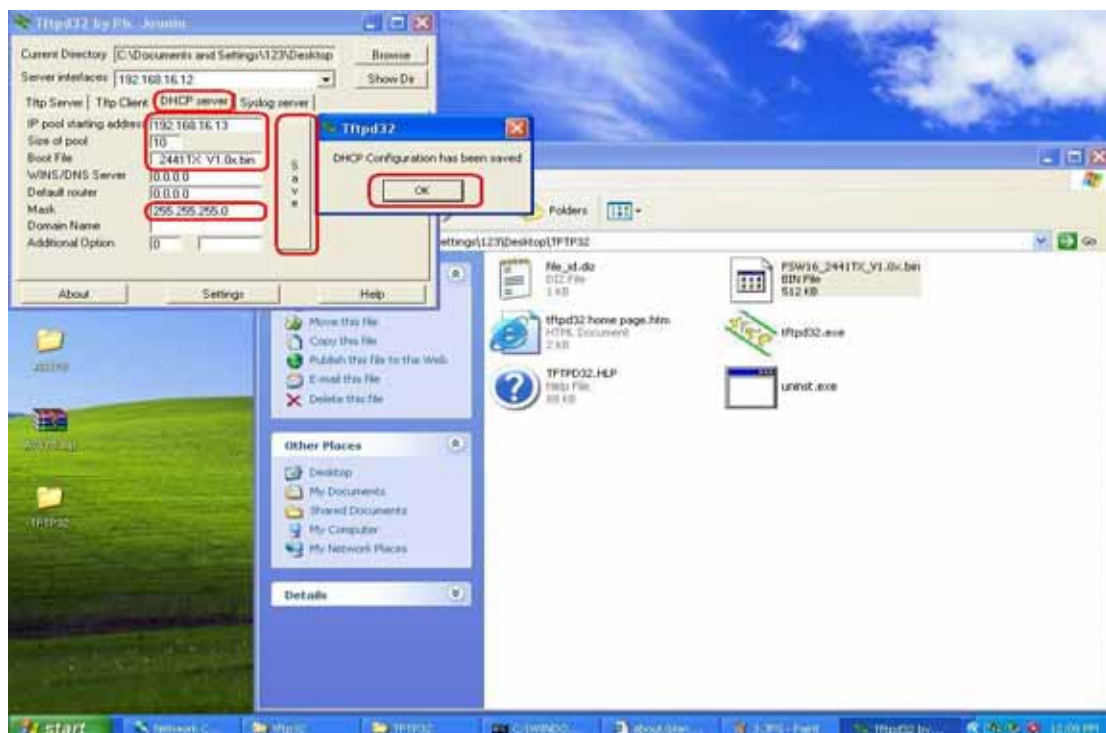 Tftpd32 by Ph. Jounin
Current Directory C:\Documents and Settings\123\Desktop Browse
Server interfaces 192.168.16.12 Show Dir
Tftp Server Tftp Client DHCP server Syslog server
IP pool starting address 192.168.16.13
Size of pool 10
Boot File _2441TX_V1.0x.bin
WINS/DNS Server 0.0.0.0
Default router 0.0.0.0
Mask 255.255.255.0
Domain Name
Additional Option 0
Save
About Settings Help
Tftpd32
DHCP Configuration has been saved
OK
Folders
ettings\123\Desktop\TFTP32 Go
Move this file
Copy this file
Publish this file to the Web
E-mail this file
Delete this file
Other Places
Desktop
My Documents
Shared Documents
My Computer
My Network Places
Details
file_id.diz
DIZ File
1 KB
FSW16_2441TX_V1.0x.bin
BIN File
512 KB
tftpd32 home page.htm
HTML Document
2 KB
tftpd32.exe
TFTPD32.HLP
Help File
uninst.exe
TFTP32
start Network C... tftp32 TFTP32 C:\WINDO... Tftpd32 by ...